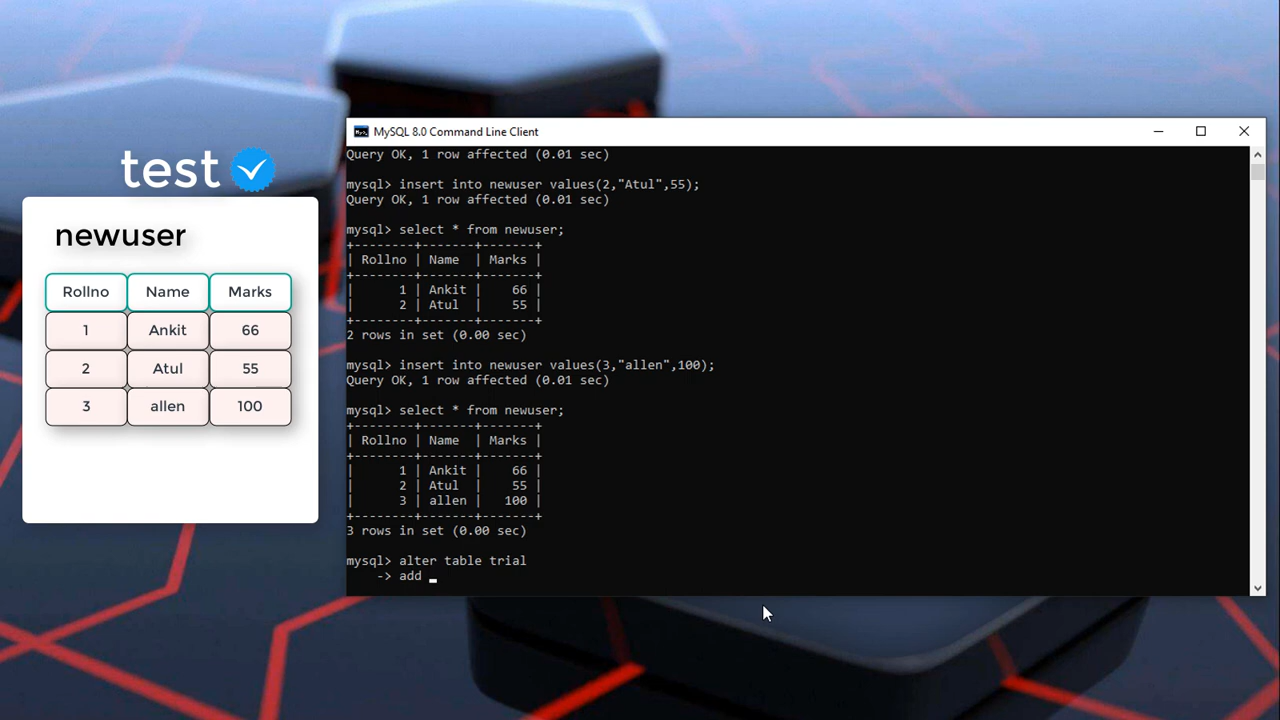 test
newuser
Rollno Name Marks
1 Ankit 66
2 Atul 55
3 allen 100
MySQL 8.0 Command Line Client
Query OK, 1 row affected (0.01 sec)
mysql> insert into newuser values(2,"Atul",55);
Query OK, 1 row affected (0.01 sec)
mysql> select * from newuser;
+--------+-------+-------+
| Rollno | Name  | Marks |
+--------+-------+-------+
|      1 | Ankit |    66 |
|      2 | Atul  |    55 |
+--------+-------+-------+
2 rows in set (0.00 sec)
mysql> insert into newuser values(3,"allen",100);
Query OK, 1 row affected (0.01 sec)
mysql> select * from newuser;
+--------+-------+-------+
| Rollno | Name  | Marks |
+--------+-------+-------+
|      1 | Ankit |    66 |
|      2 | Atul  |    55 |
|      3 | allen |   100 |
+--------+-------+-------+
3 rows in set (0.00 sec)
mysql> alter table trial
    -> add _